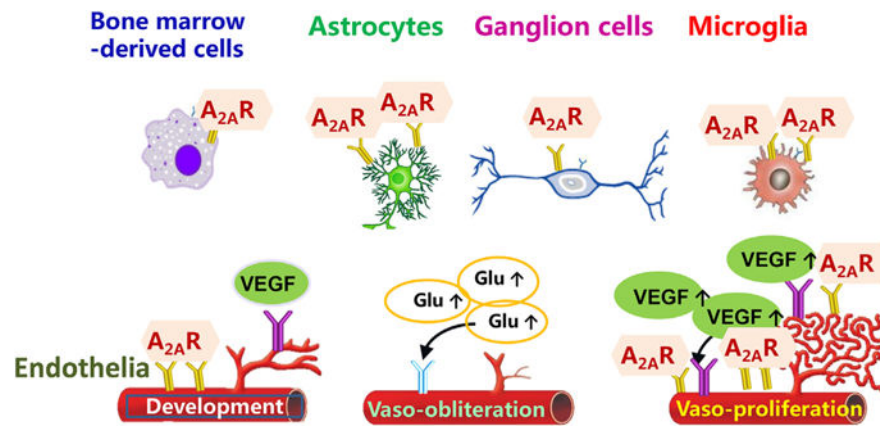 Bone marrow
-derived cells
Astrocytes
Ganglion cells
Microglia
A2AR
A2AR
A2AR
A2AR
A2AR
A2AR
VEGF
A2AR
Endothelia
Development
Glu ↑
Glu ↑
Glu ↑
Vaso-obliteration
VEGF ↑
A2AR
VEGF ↑
VEGF ↑
A2AR
A2AR
Vaso-proliferation